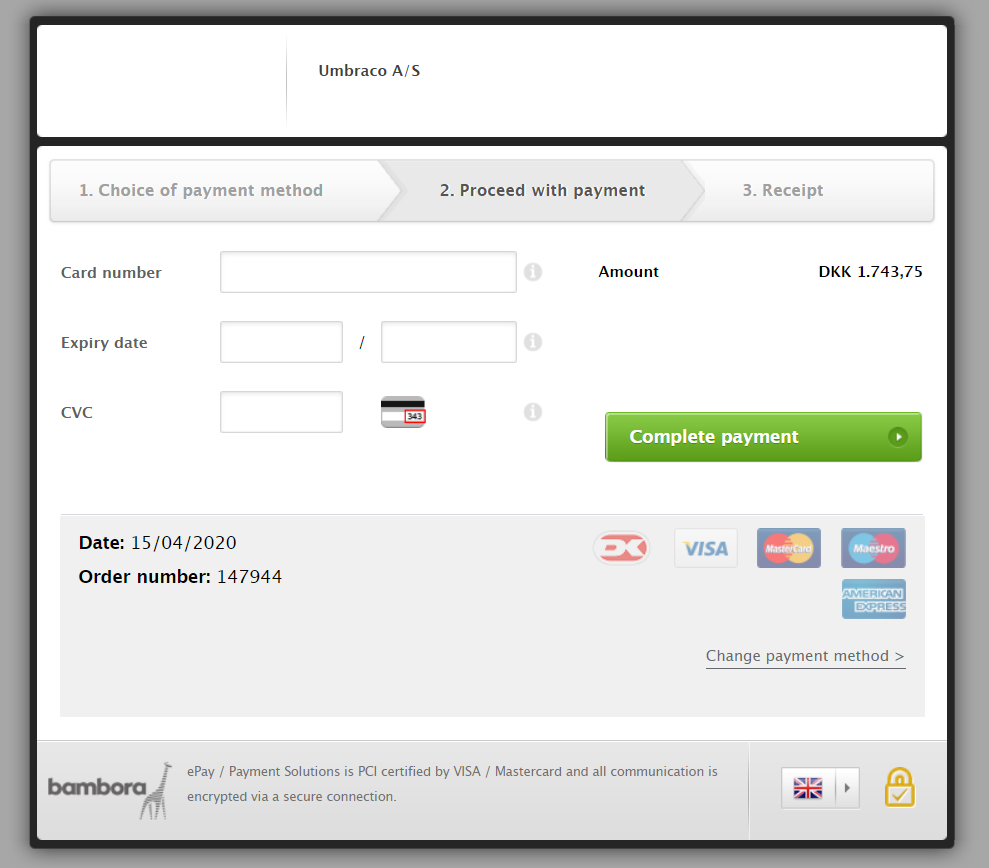 Umbraco A/S
1. Choice of payment method
2. Proceed with payment
3. Receipt
Card number
Amount
DKK 1.743,75
Expiry date
/
CVC
343
Complete payment
Date: 15/04/2020
Order number: 147944
DK
VISA
MasterCard
Maestro
AMERICAN
EXPRESS
Change payment method >
bambora
ePay / Payment Solutions is PCI certified by VISA / Mastercard and all communication is
encrypted via a secure connection.